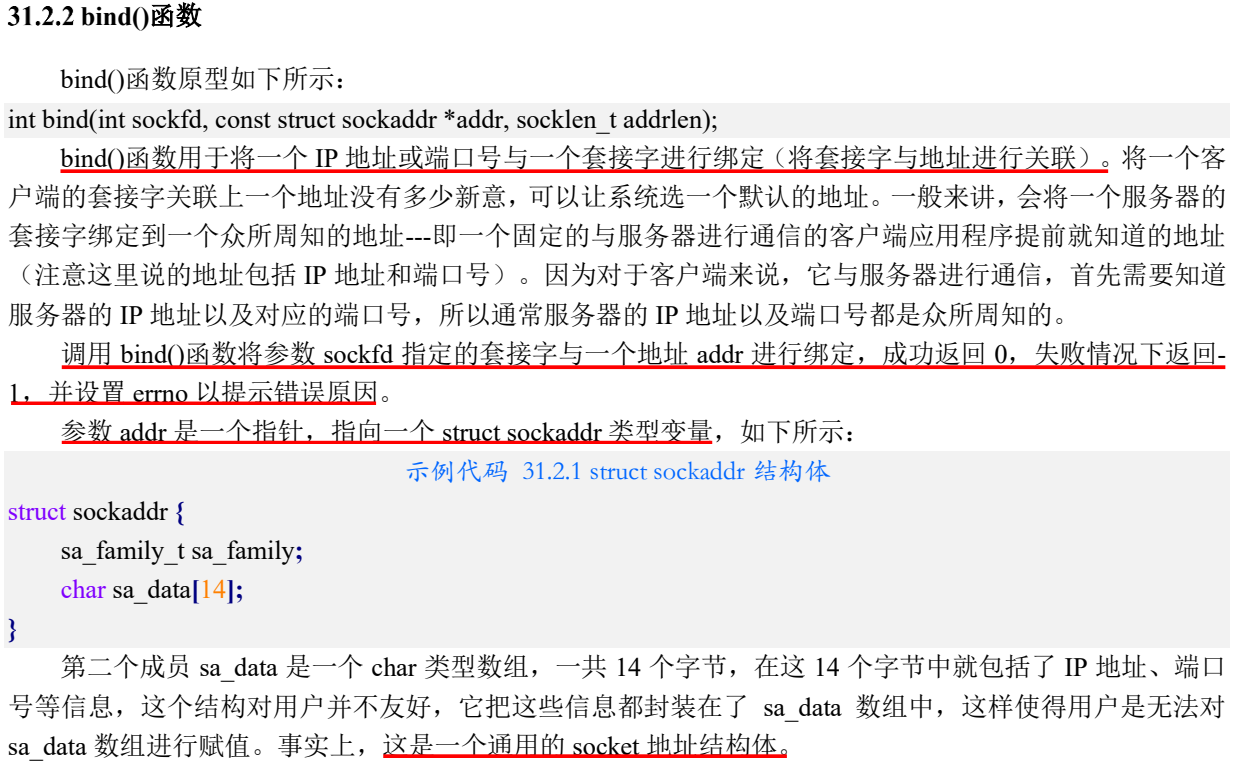 31.2.2 bind()函数
bind()函数原型如下所示：
int bind(int sockfd, const struct sockaddr *addr, socklen_t addrlen);
bind()函数用于将一个 IP 地址或端口号与一个套接字进行绑定（将套接字与地址进行关联）。将一个客
户端的套接字关联上一个地址没有多少新意，可以让系统选一个默认的地址。一般来讲，会将一个服务器的
套接字绑定到一个众所周知的地址---即一个固定的与服务器进行通信的客户端应用程序提前就知道的地址
（注意这里说的地址包括 IP 地址和端口号）。因为对于客户端来说，它与服务器进行通信，首先需要知道
服务器的 IP 地址以及对应的端口号，所以通常服务器的 IP 地址以及端口号都是众所周知的。
调用 bind()函数将参数 sockfd 指定的套接字与一个地址 addr 进行绑定，成功返回 0，失败情况下返回-
1，并设置 errno 以提示错误原因。
参数 addr 是一个指针，指向一个 struct sockaddr 类型变量，如下所示：
示例代码 31.2.1 struct sockaddr 结构体
struct sockaddr {
sa_family_t sa_family;
char sa_data[14];
}
第二个成员 sa_data 是一个 char 类型数组，一共 14 个字节，在这 14 个字节中就包括了 IP 地址、端口
号等信息，这个结构对用户并不友好，它把这些信息都封装在了 sa_data 数组中，这样使得用户是无法对
sa_data 数组进行赋值。事实上，这是一个通用的 socket 地址结构体。